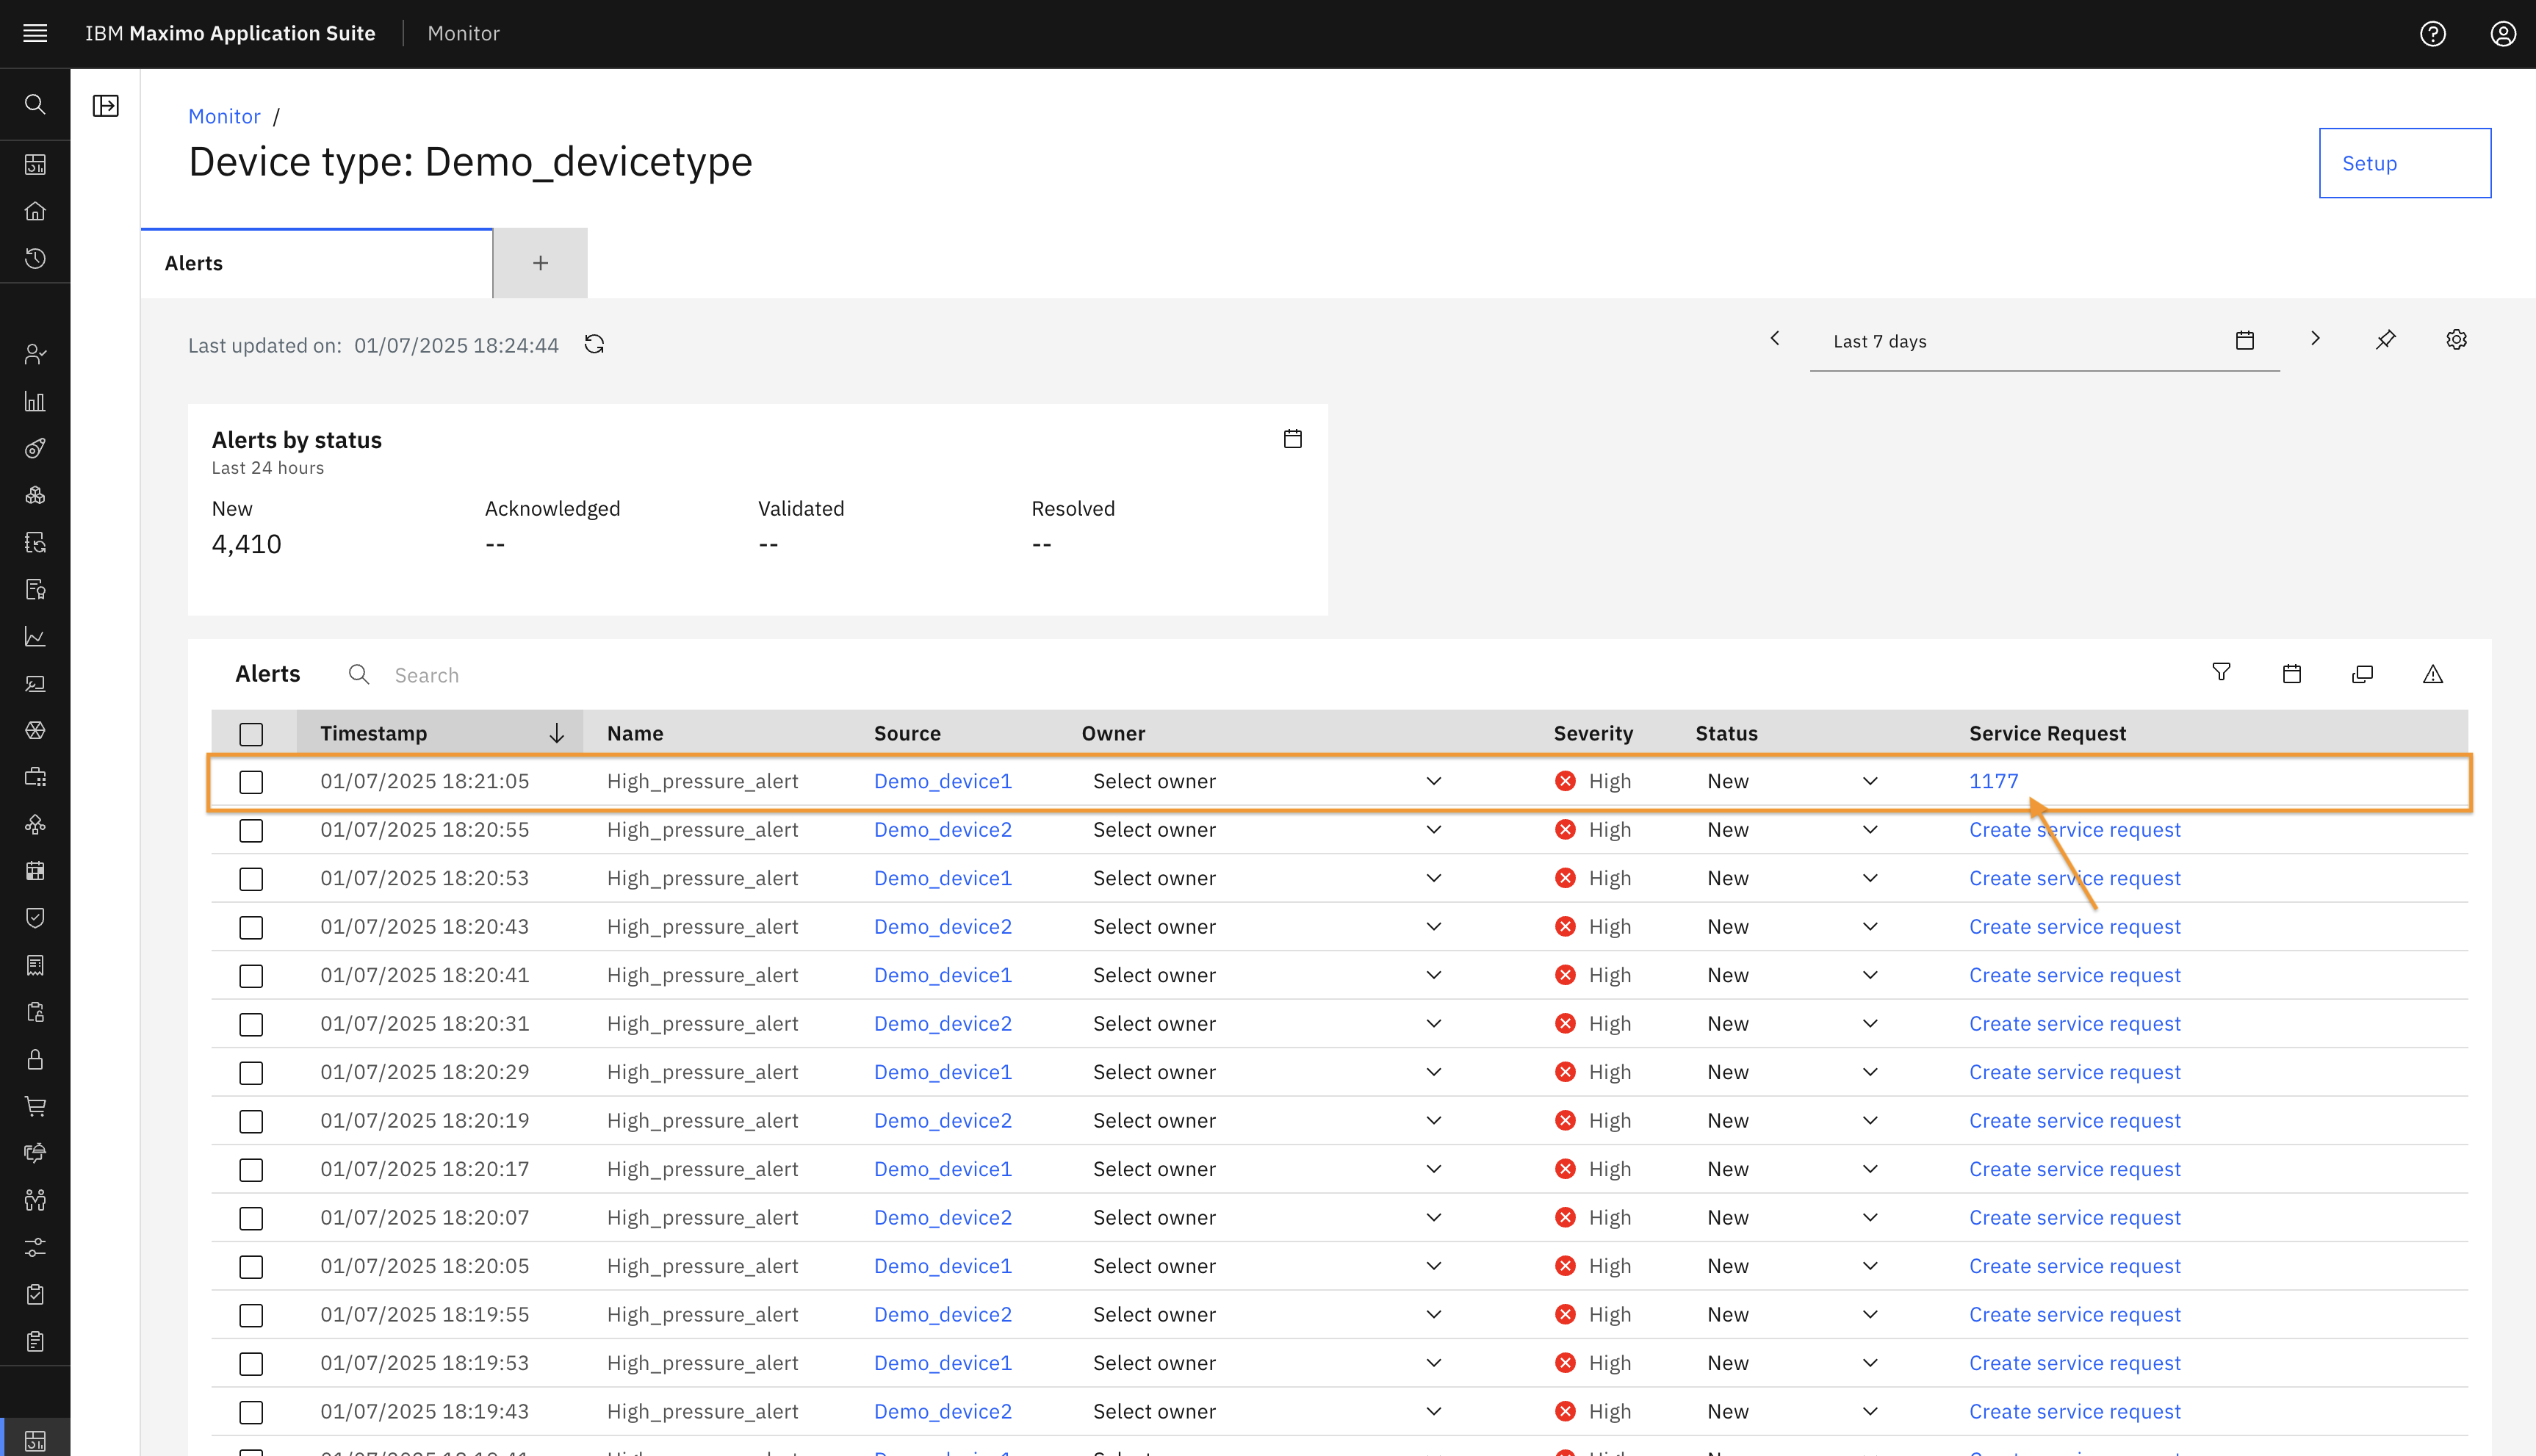 IBM Maximo Application Suite Monitor
Monitor /
Device type: Demo_devicetype
Setup
Alerts
+
Last updated on: 01/07/2025 18:24:44
Last 7 days
Alerts by status
Last 24 hours
New Acknowledged Validated Resolved
4,410 -- -- --
Alerts Search
Timestamp Name Source Owner Severity Status Service Request
01/07/2025 18:21:05 High_pressure_alert Demo_device1 Select owner High New 1177
01/07/2025 18:20:55 High_pressure_alert Demo_device2 Select owner High New Create service request
01/07/2025 18:20:53 High_pressure_alert Demo_device1 Select owner High New Create service request
01/07/2025 18:20:43 High_pressure_alert Demo_device2 Select owner High New Create service request
01/07/2025 18:20:41 High_pressure_alert Demo_device1 Select owner High New Create service request
01/07/2025 18:20:31 High_pressure_alert Demo_device2 Select owner High New Create service request
01/07/2025 18:20:29 High_pressure_alert Demo_device1 Select owner High New Create service request
01/07/2025 18:20:19 High_pressure_alert Demo_device2 Select owner High New Create service request
01/07/2025 18:20:17 High_pressure_alert Demo_device1 Select owner High New Create service request
01/07/2025 18:20:07 High_pressure_alert Demo_device2 Select owner High New Create service request
01/07/2025 18:20:05 High_pressure_alert Demo_device1 Select owner High New Create service request
01/07/2025 18:19:55 High_pressure_alert Demo_device2 Select owner High New Create service request
01/07/2025 18:19:53 High_pressure_alert Demo_device1 Select owner High New Create service request
01/07/2025 18:19:43 High_pressure_alert Demo_device2 Select owner High New Create service request